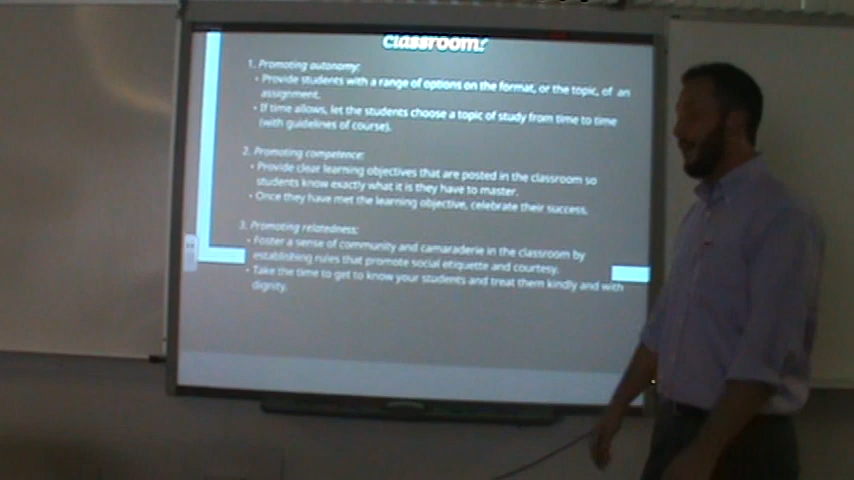 Classroom?
1. Promoting autonomy:
• Provide students with a range of options on the format, or the topic, of an
assignment.
• If time allows, let the students choose a topic of study from time to time
(with guidelines of course).
2. Promoting competence:
• Provide clear learning objectives that are posted in the classroom so
students know exactly what it is they have to master.
• Once they have met the learning objective, celebrate their success.
3. Promoting relatedness:
• Foster a sense of community and camaraderie in the classroom by
establishing rules that promote social etiquette and courtesy.
• Take the time to get to know your students and treat them kindly and with
dignity.